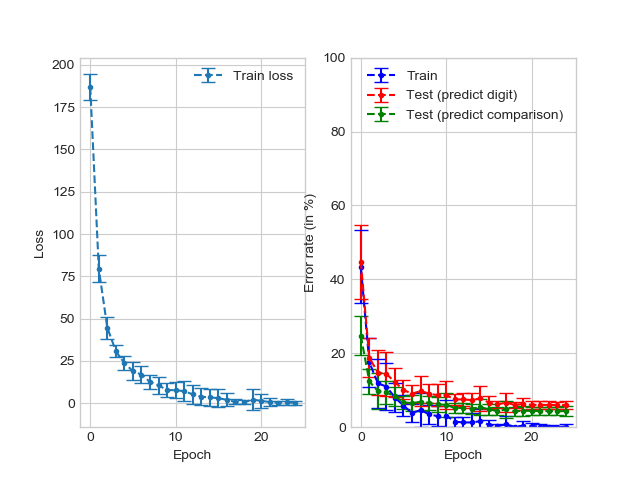 200
175
150
125
100
75
50
25
0
0
10
20
Loss
Epoch
Train loss
100
80
60
40
20
0
0
10
20
Error rate (in %)
Epoch
Train
Test (predict digit)
Test (predict comparison)